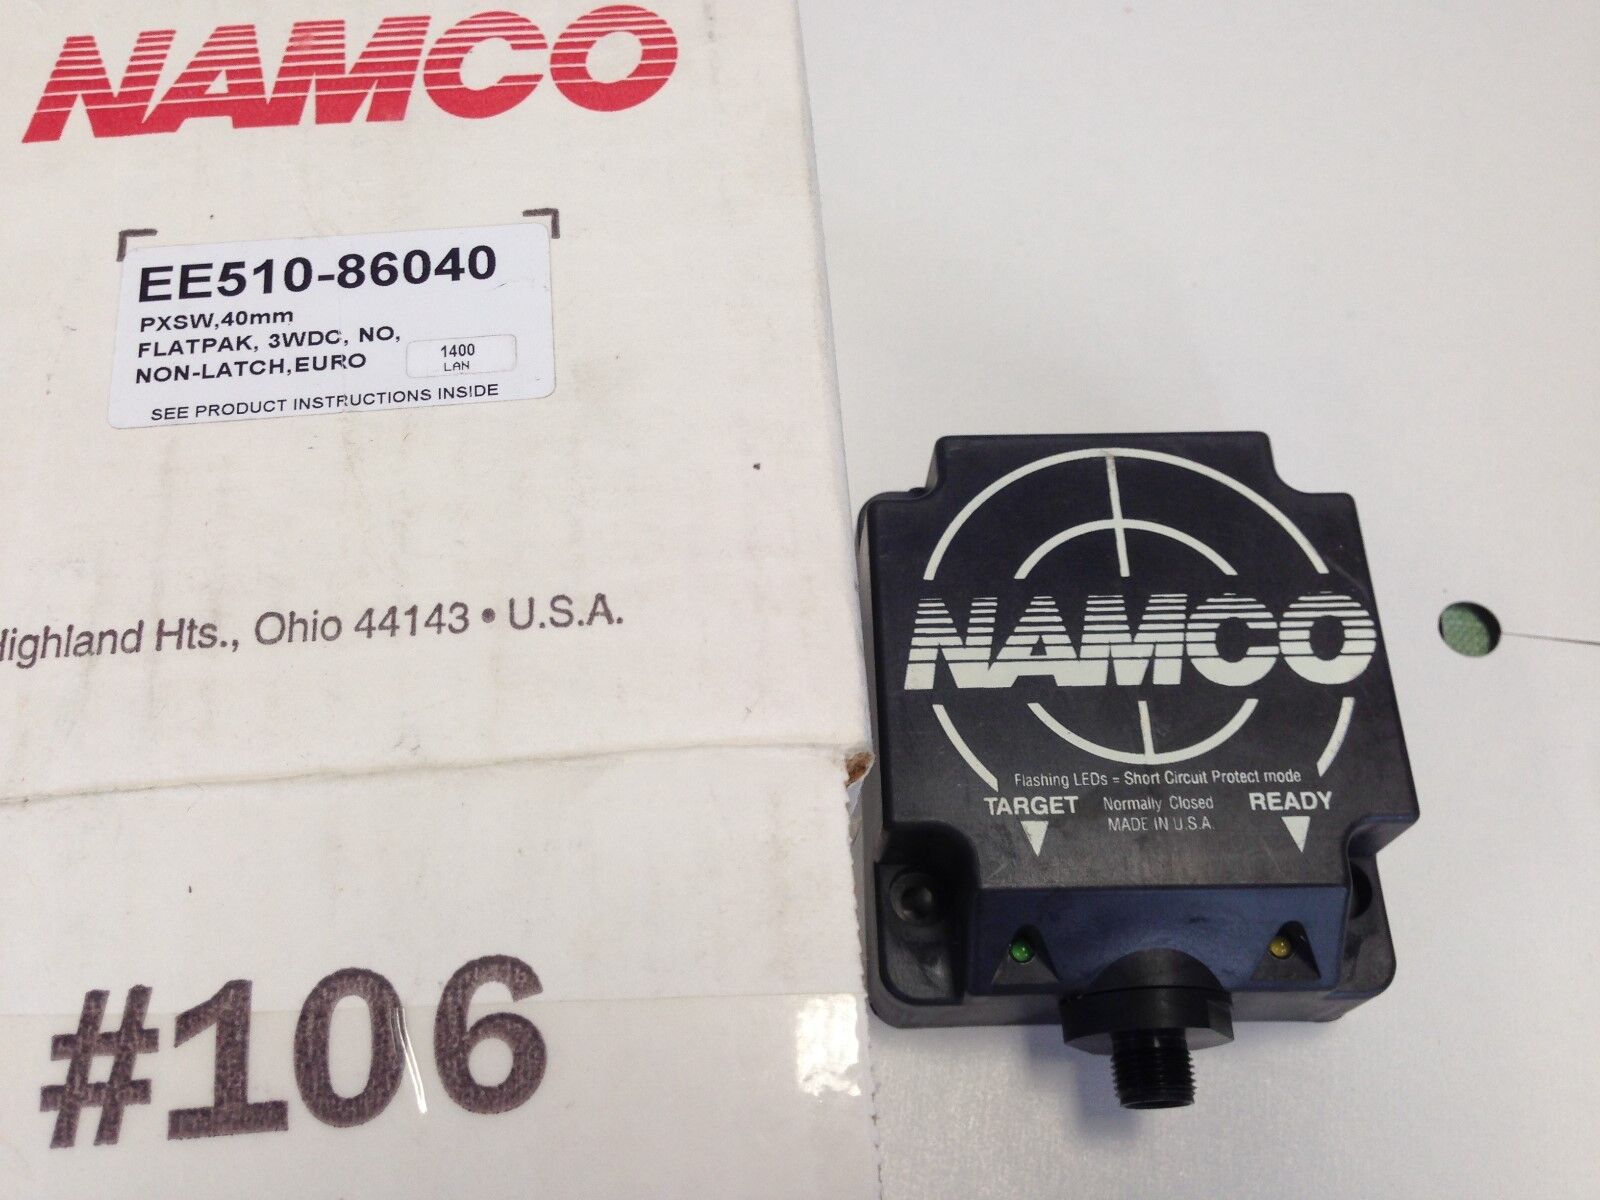 NAMCO
EE510-86040
PXSW,40mm
FLATPAK, 3WDC, NO,
NON-LATCH,EURO
1400
LAN
SEE PRODUCT INSTRUCTIONS INSIDE
Hts., Ohio 44143 • U.S.A.
#106
NAMCO
Flashing LEDs = Short Circuit Protect mode
TARGET Normally Closed READY
MADE IN U.S.A.